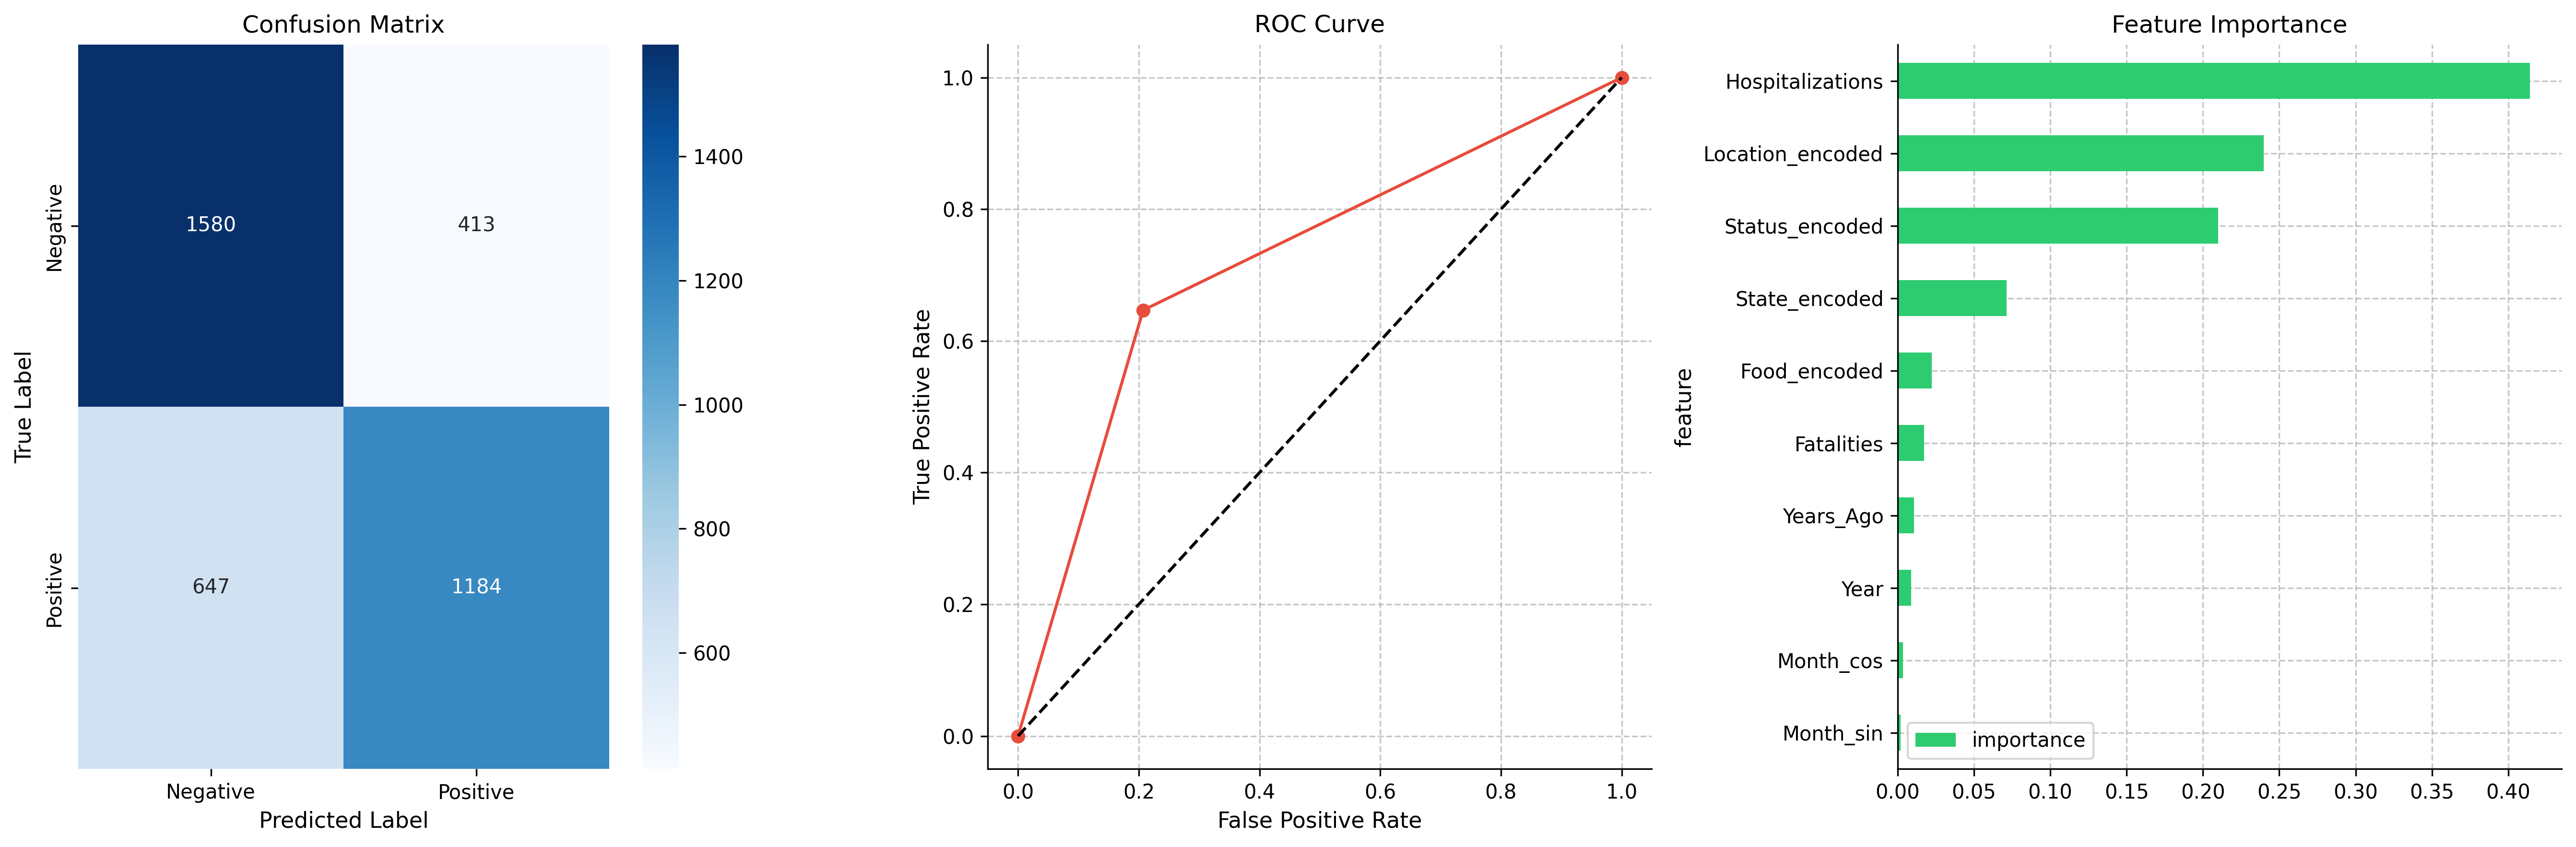 Confusion Matrix
Negative
Positive
True Label
1580
413
647
1184
Negative
Positive
Predicted Label
1400
1200
1000
800
600
ROC Curve
True Positive Rate
1.0
0.8
0.6
0.4
0.2
0.0
0.0
0.2
0.4
0.6
0.8
1.0
False Positive Rate
Feature Importance
feature
Hospitalizations
Location_encoded
Status_encoded
State_encoded
Food_encoded
Fatalities
Years_Ago
Year
Month_cos
Month_sin
importance
0.00
0.05
0.10
0.15
0.20
0.25
0.30
0.35
0.40